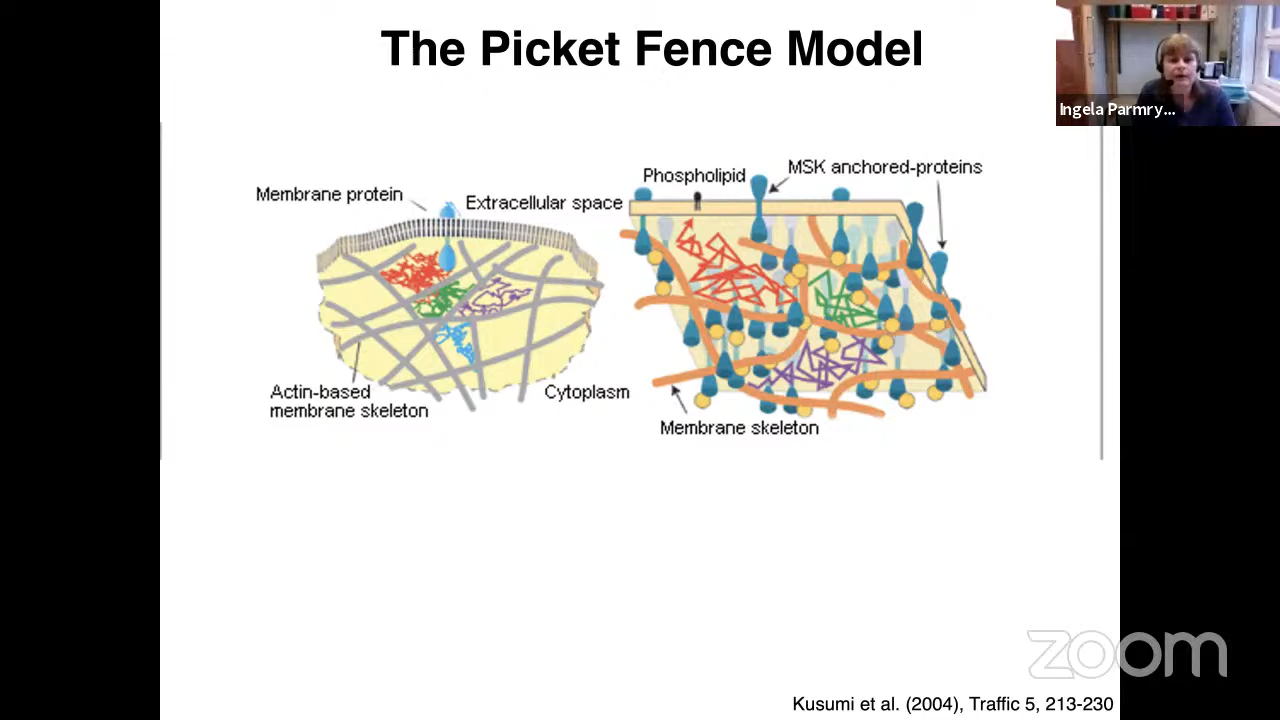 The Picket Fence Model
Ingela Parmry...
Membrane protein
Extracellular space
Phospholipid
MSK anchored-proteins
Actin-based
membrane skeleton
Cytoplasm
Membrane skeleton
zoom
Kusumi et al. (2004), Traffic 5, 213-230